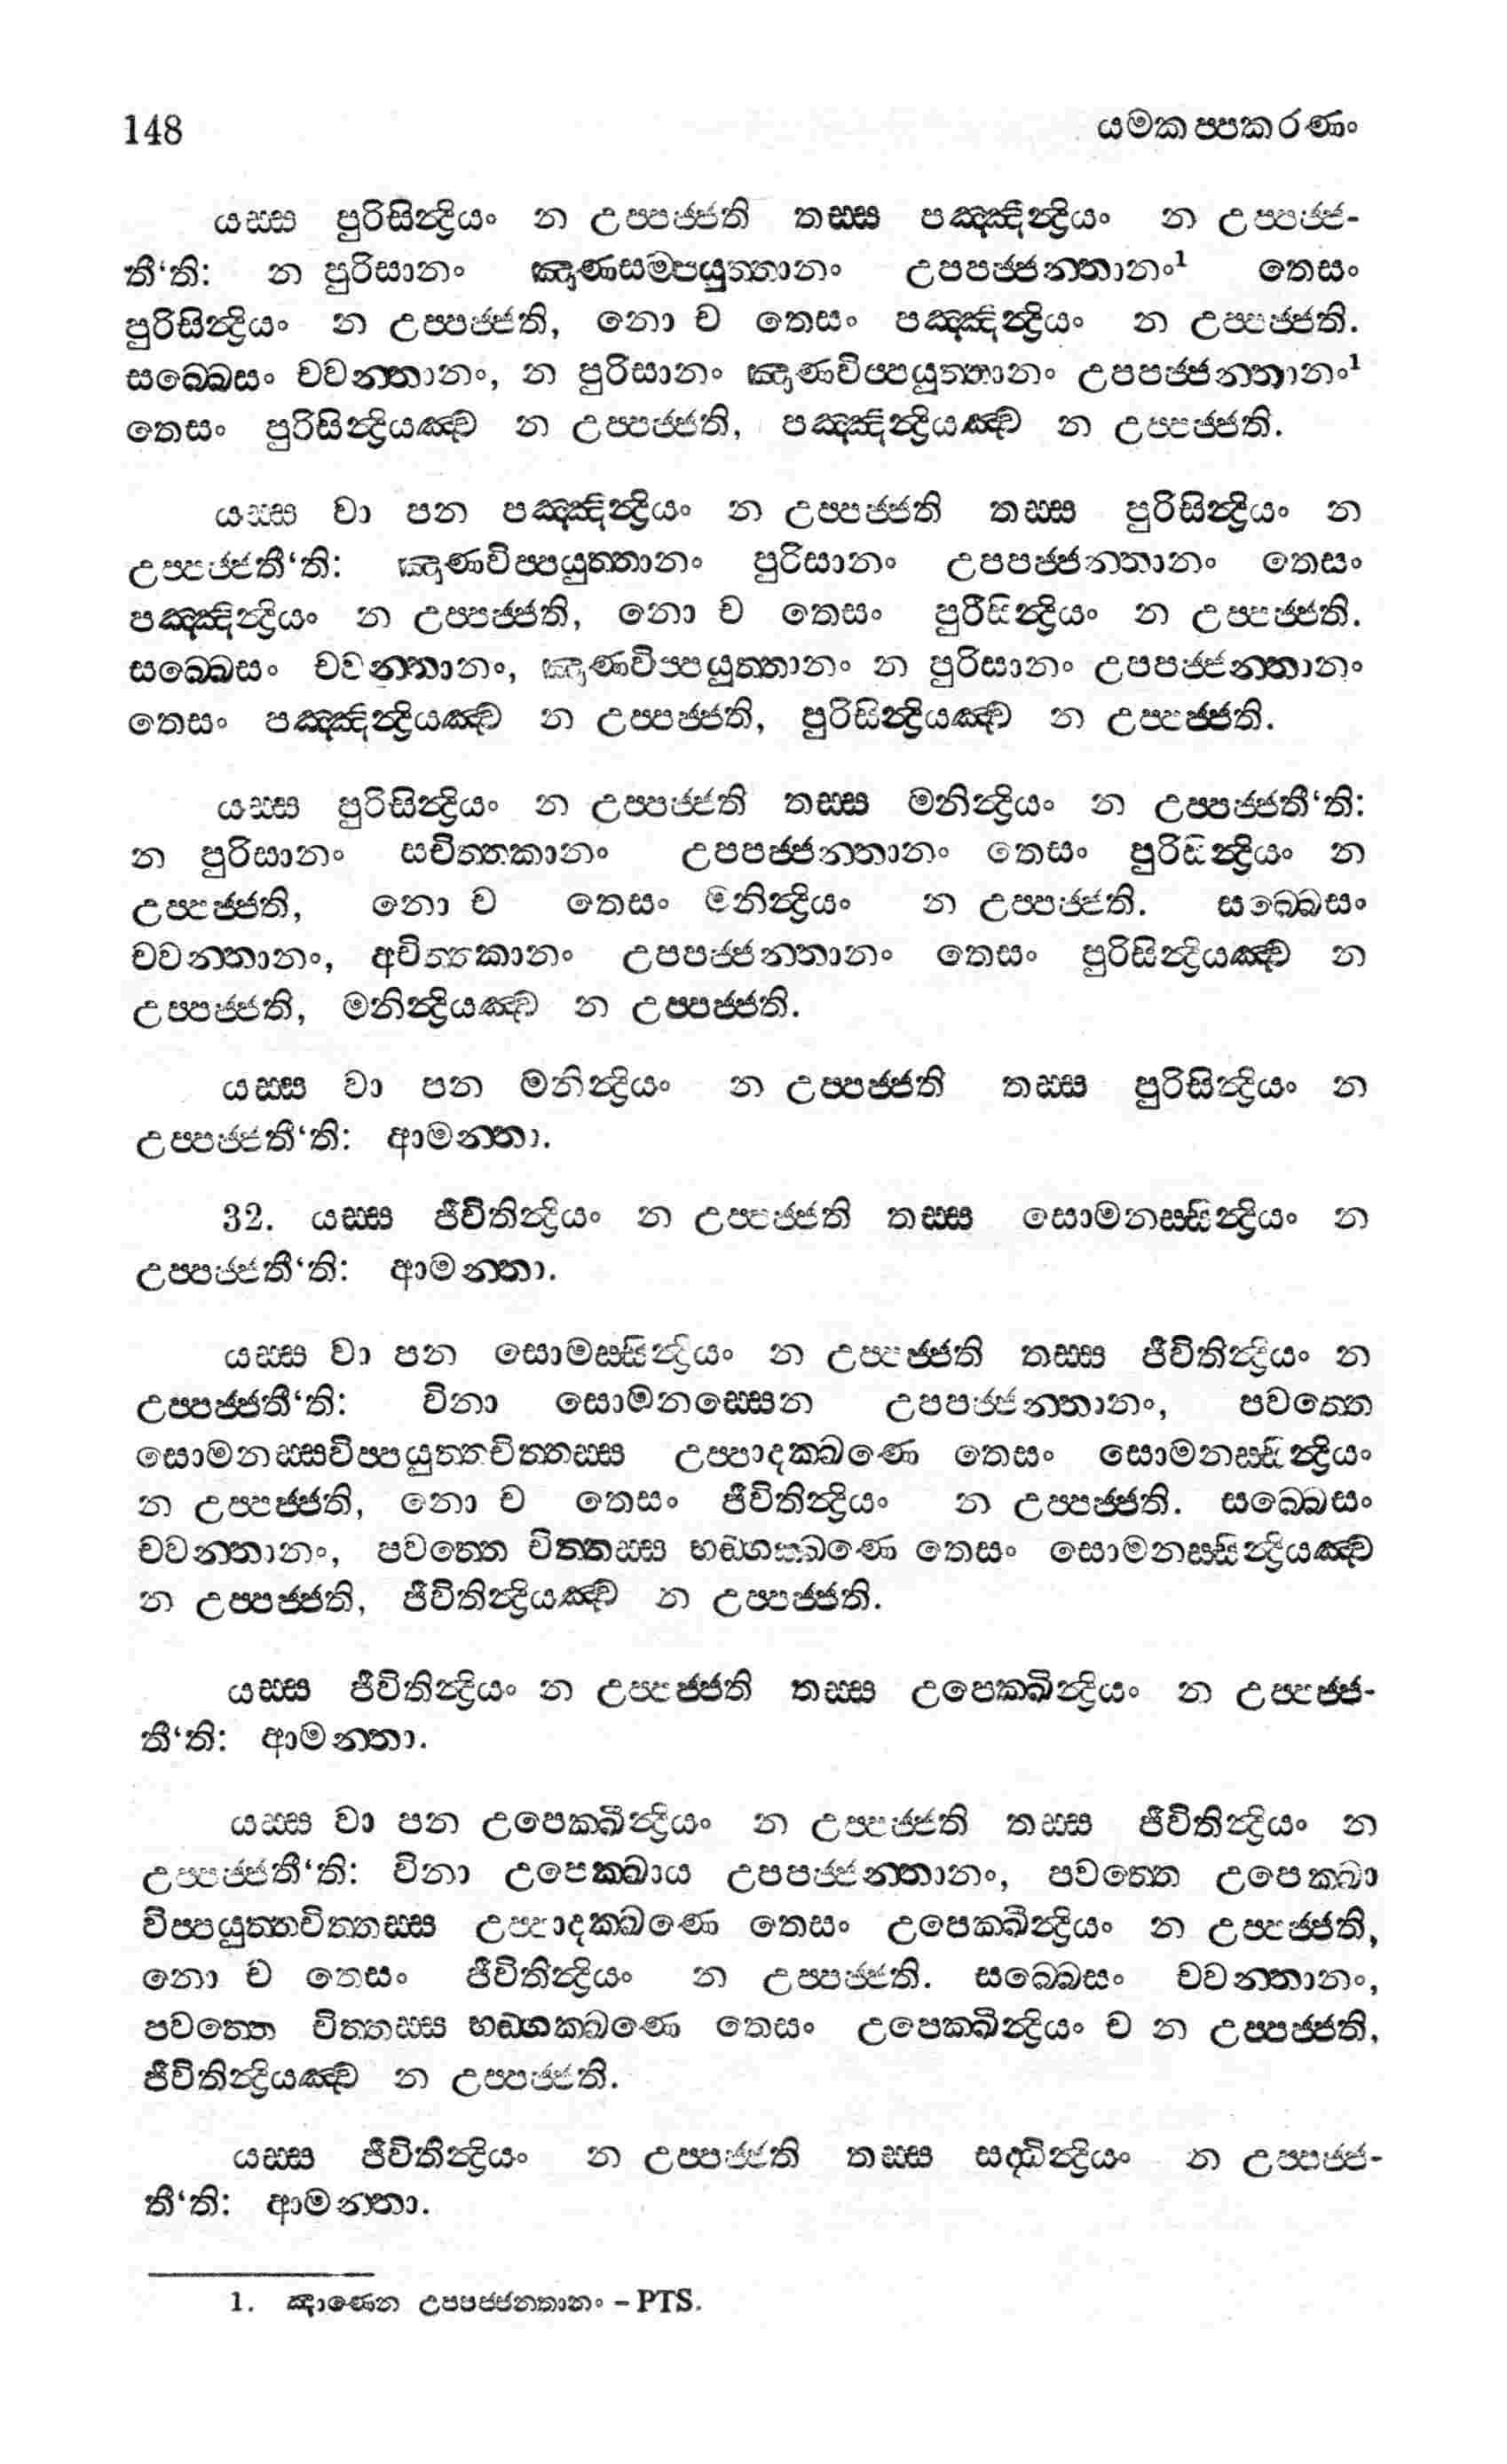 148 යමකප්පකරණං
යස්ස පුරිසින්ද්‍රියං න උප්පජ්ජති තස්ස පඤ්ඤින්ද්‍රියං න උප්පජ්ජ-
තී‘ති: න පුරිසානං ඤාණසම්පයුත්තානං උපපජ්ජන්තානං¹ තෙසං
පුරිසින්ද්‍රියං න උප්පජ්ජති, නො ච තෙසං පඤ්ඤින්ද්‍රියං න උප්පජ්ජති.
සබ්බෙසං චවන්තානං, න පුරිසානං ඤාණවිප්පයුත්තානං උපපජ්ජන්තානං¹
තෙසං පුරිසින්ද්‍රියඤ්ච න උප්පජ්ජති, පඤ්ඤින්ද්‍රියඤ්ච න උප්පජ්ජති.
යස්ස වා පන පඤ්ඤින්ද්‍රියං න උප්පජ්ජති තස්ස පුරිසින්ද්‍රියං න
උප්පජ්ජතී‘ති: ඤාණවිප්පයුත්තානං පුරිසානං උපපජ්ජන්තානං තෙසං
පඤ්ඤින්ද්‍රියං න උප්පජ්ජති, නො ච තෙසං පුරිසින්ද්‍රියං න උප්පජ්ජති.
සබ්බෙසං චවන්තානං, ඤාණවිප්පයුත්තානං න පුරිසානං උපපජ්ජන්තානං
තෙසං පඤ්ඤින්ද්‍රියඤ්ච න උප්පජ්ජති, පුරිසින්ද්‍රියඤ්ච න උප්පජ්ජති.
යස්ස පුරිසින්ද්‍රියං න උප්පජ්ජති තස්ස මනින්ද්‍රියං න උප්පජ්ජතී‘ති:
න පුරිසානං සචිත්තකානං උපපජ්ජන්තානං තෙසං පුරිසින්ද්‍රියං න
උප්පජ්ජති, නො ච තෙසං මනින්ද්‍රියං න උප්පජ්ජති. සබ්බෙසං
චවන්තානං, අචිත්තකානං උපපජ්ජන්තානං තෙසං පුරිසින්ද්‍රියඤ්ච න
උප්පජ්ජති, මනින්ද්‍රියඤ්ච න උප්පජ්ජති.
යස්ස වා පන මනින්ද්‍රියං න උප්පජ්ජති තස්ස පුරිසින්ද්‍රියං න
උප්පජ්ජතී‘ති: ආමන්තා.
32. යස්ස ජීවිතින්ද්‍රියං න උප්පජ්ජති තස්ස සොමනස්සින්ද්‍රියං න
උප්පජ්ජතී‘ති: ආමන්තා.
යස්ස වා පන සොමස්සින්ද්‍රියං න උප්පජ්ජති තස්ස ජීවිතින්ද්‍රියං න
උප්පජ්ජතී‘ති: විනා සොමනස්සෙන උපපජ්ජන්තානං, පවත්තෙ
සොමනස්සවිප්පයුත්තචිත්තස්ස උප්පාදක්ඛණෙ තෙසං සොමනස්සින්ද්‍රියං
න උප්පජ්ජති, නො ච තෙසං ජීවිතින්ද්‍රියං න උප්පජ්ජති. සබ්බෙසං
චවන්තානං, පවත්තෙ චිත්තස්ස භඞ්ගක්ඛණෙ තෙසං සොමනස්සින්ද්‍රියඤ්ච
න උප්පජ්ජති, ජීවිතින්ද්‍රියඤ්ච න උප්පජ්ජති.
යස්ස ජීවිතින්ද්‍රියං න උප්පජ්ජති තස්ස උපෙක්ඛින්ද්‍රියං න උප්පජ්ජ-
තී‘ති: ආමන්තා.
යස්ස වා පන උපෙක්ඛින්ද්‍රියං න උප්පජ්ජති තස්ස ජීවිතින්ද්‍රියං න
උප්පජ්ජතී‘ති: විනා උපෙක්ඛාය උපපජ්ජන්තානං, පවත්තෙ උපෙක්ඛා
විප්පයුත්තචිත්තස්ස උප්පාදක්ඛණෙ තෙසං උපෙක්ඛින්ද්‍රියං න උප්පජ්ජති,
නො ච තෙසං ජීවිතින්ද්‍රියං න උප්පජ්ජති. සබ්බෙසං චවන්තානං,
පවත්තෙ චිත්තස්ස භඞ්ගක්ඛණෙ තෙසං උපෙක්ඛින්ද්‍රියං ච න උප්පජ්ජති,
ජීවිතින්ද්‍රියඤ්ච න උප්පජ්ජති.
යස්ස ජීවිතින්ද්‍රියං න උප්පජ්ජති තස්ස සද්ධින්ද්‍රියං න උප්පජ්ජ-
තී‘ති: ආමන්තා.
1. ඤාණෙන උපපජ්ජන්තානං – PTS.